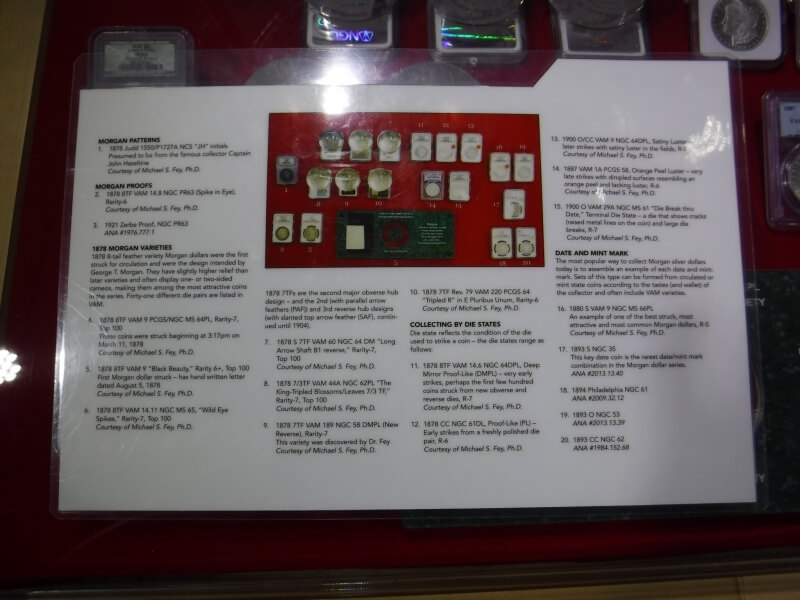 NGC
MORGAN PATTERNS
1. 1878 Judd 1550/P1727A NCS "JH" initials
Presumed to be from the famous collector Captain
John Hazeltina
Courtesy of Michael S. Fey, Ph.D.
MORGAN PROOFS
2. 1878 8TF VAM 14.8 NGC PR63 (Spike in Eye),
Rarity-6
3. 1921 Zerbe Proof, NGC PR63
ANA #1976.777.1
1878 MORGAN VARIETIES
1878 8-tail feather variety Morgan dollars were the first
struck for circulation and were the design intended by
George T. Morgan. They have slightly higher relief than
later varieties and often display one- or two-sided
cameos, making them among the most attractive coins
in the series. Forty-one different die pairs are listed in
VAM.
4. 1878 8TF VAM 9 PCGS/NGC MS 64PL, Rarity-7,
Top 100
These coins were struck beginning at 3:17pm on
March 11, 1878
Courtesy of Michael S. Fey, Ph.D.
5. 1878 8TF VAM 9 "Black Beauty," Rarity 6+, Top 100
First Morgan dollar struck – has hand written letter
dated August 5, 1878
Courtesy of Michael S. Fey, Ph.D.
6. 1878 8TF VAM 14.11 NGC MS 65, "Wild Eye
Spikes," Rarity-7, Top 100
Courtesy of Michael S. Fey, Ph.D.
1 2 3 5 8 9 10 11 12 13 14 15 16 17 18 19 20
1878 7TFs are the second major obverse hub
design – and the 2nd (with parallel arrow
feathers (PAF)) and 3rd reverse hub designs
(with slanted top arrow feather (SAF), contin-
ued until 1904).
7. 1878 S 7TF VAM 60 NGC 64 DM "Long
Arrow Shaft B1 reverse," Rarity-7,
Top 100
Courtesy of Michael S. Fey, Ph.D.
8. 1878 7/3TF VAM 44A NGC 62PL "The
King-Tripled Blossoms/Leaves 7/3 TF,"
Rarity-7, Top 100
Courtesy of Michael S. Fey, Ph.D.
9. 1878 7TF VAM 189 NGC 58 DMPL (New
Reverse), Rarity-7
This variety was discovered by Dr. Fey
Courtesy of Michael S. Fey, Ph.D.
10. 1878 7TF Rev. 79 VAM 220 PCGS 64
"Tripled R" in E Pluribus Unum, Rarity-6
Courtesy of Michael S. Fey, Ph.D.
COLLECTING BY DIE STATES
Die state reflects the condition of the die
used to strike a coin – the die states range as
follows:
11. 1878 8TF VAM 14.6 NGC 64DPL, Deep
Mirror Proof-Like (DMPL) – very early
strikes, perhaps the first few hundred
coins struck from new obverse and
reverse dies, R-7
Courtesy of Michael S. Fey, Ph.D.
12. 1878 CC NGC 61DL, Proof-Like (PL) –
Early strikes from a freshly polished die
pair, R-6
Courtesy of Michael S. Fey, Ph.D.
13. 1900 O/CC VAM 9 NGC 64DPL, Satiny Luster
later strikes with satiny luster in the fields,
Courtesy of Michael S. Fey, Ph.D.
14. 1887 VAM 1A PCGS 58, Orange Peel Luster – very
late strikes with dimpled surfaces resembling an
orange peel and lacking luster, R-6
Courtesy of Michael S. Fey, Ph.D.
15. 1900 O VAM 29A NGC MS 61 "Die Break thru
Date," Terminal Die State – a die that shows cracks
(raised metal lines on the coin) and large die
breaks, R-7
Courtesy of Michael S. Fey, Ph.D.
DATE AND MINT MARK
The most popular way to collect Morgan silver dollars
today is to assemble an example of each date and mint-
mark. Sets of this type can be formed from circulated or
mint state coins according to the tastes (and wallet) of
the collector and often include VAM varieties.
16. 1880 S VAM 9 NGC MS 66PL
An example of one of the best struck, most
attractive and most common Morgan dollars, R-5
Courtesy of Michael S. Fey, Ph.D.
17. 1893 S NGC 35
This key date coin is the rarest date/mint mark
combination in the Morgan dollar series.
ANA #2013.13.40
18. 1894 Philadelphia NGC 61
ANA #2009.32.12
19. 1893 O NGC 53
ANA #2013.13.39
20. 1893 CC NGC 62
ANA #1984.152.68
1887